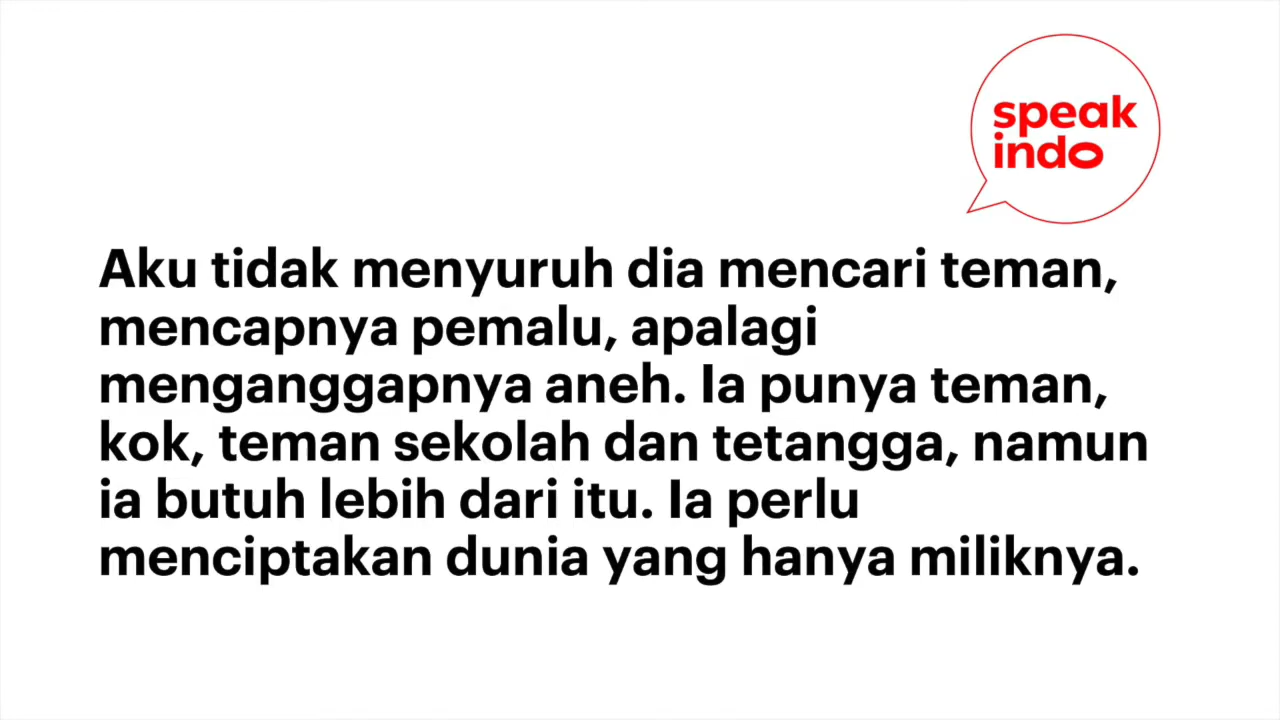 speak
indo
Aku tidak menyuruh dia mencari teman,
mencapnya pemalu, apalagi
menganggapnya aneh. Ia punya teman,
kok, teman sekolah dan tetangga, namun
ia butuh lebih dari itu. Ia perlu
menciptakan dunia yang hanya miliknya.